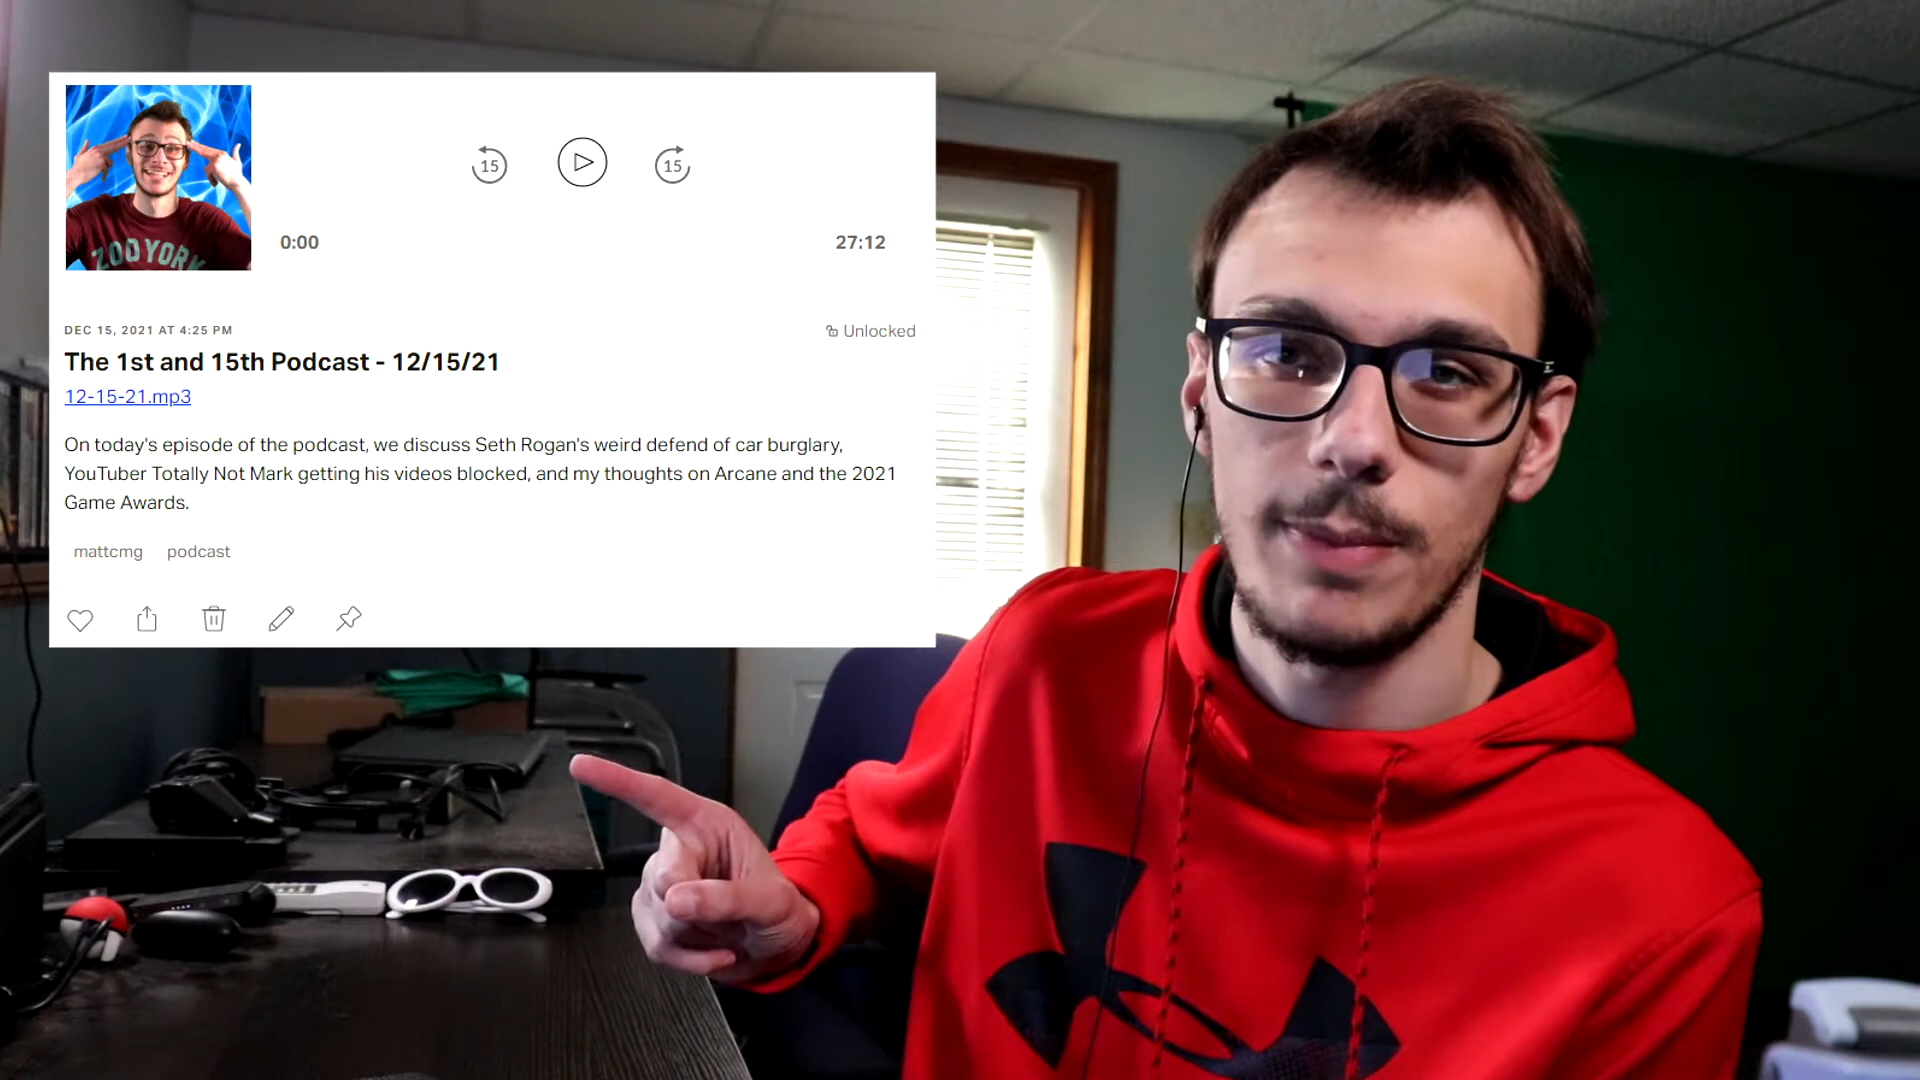 ZOO YORK
15
15
0:00
27:12
DEC 15, 2021 AT 4:25 PM
Unlocked
The 1st and 15th Podcast - 12/15/21
12-15-21.mp3
On today's episode of the podcast, we discuss Seth Rogan's weird defend of car burglary,
YouTuber Totally Not Mark getting his videos blocked, and my thoughts on Arcane and the 2021
Game Awards.
mattcmg podcast